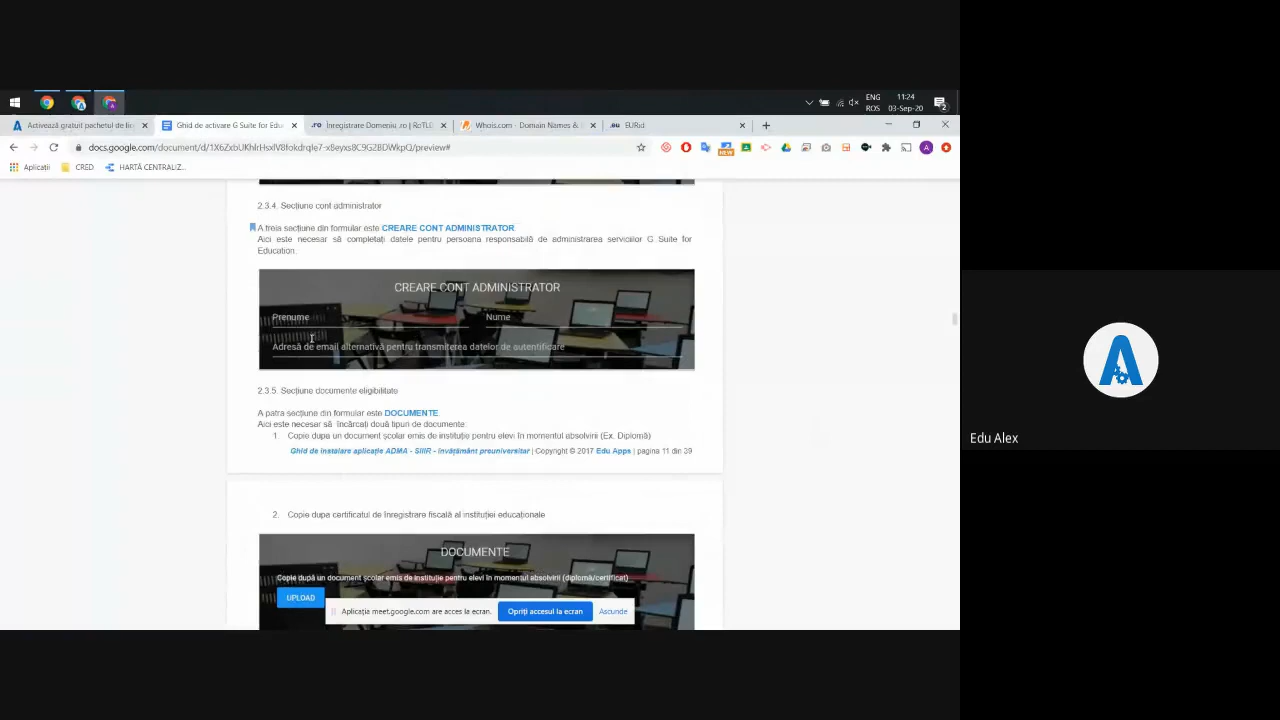 ENG
ROS
11:24
03-Sep-20
2
Activează gratuit pachetul de lic
Ghid de activare G Suite for Edu
.ro Înregistrare Domeniu .ro | RoTLD
Whois.com - Domain Names &
.eu EURid
docs.google.com/document/d/1X6ZxbUKhlrHsxlV8fokdrqIe7-x8eyxs8C9G2BDWkpQ/preview#
NEW
A
Aplicații
CRED
HARTĂ CENTRALIZ...
2.3.4. Secțiune cont administrator
A treia secțiune din formular este CREARE CONT ADMINISTRATOR
Aici este necesar să completați datele pentru persoana responsabilă de administrarea serviciilor G Suite for
Education.
CREARE CONT ADMINISTRATOR
Prenume
Nume
Adresă de email alternativă pentru transmiterea datelor de autentificare
2.3.5. Secțiune documente eligibilitate
A patra secțiune din formular este DOCUMENTE
Aici este necesar să încărcați două tipuri de documente
1. Copie dupa un document școlar emis de instituție pentru elevi în momentul absolvirii (Ex. Diplomă)
Ghid de instalare aplicație ADMA - SIIIR - învățământ preuniversitar | Copyright © 2017 Edu Apps | pagina 11 din 39
2. Copie dupa certificatul de înregistrare fiscală al instituției educaționale
DOCUMENTE
Copie după un document școlar emis de instituție pentru elevi în momentul absolvirii (diplomă/certificat)
UPLOAD
Aplicația meet.google.com are acces la ecran.
Opriți accesul la ecran
Ascunde
Edu Alex